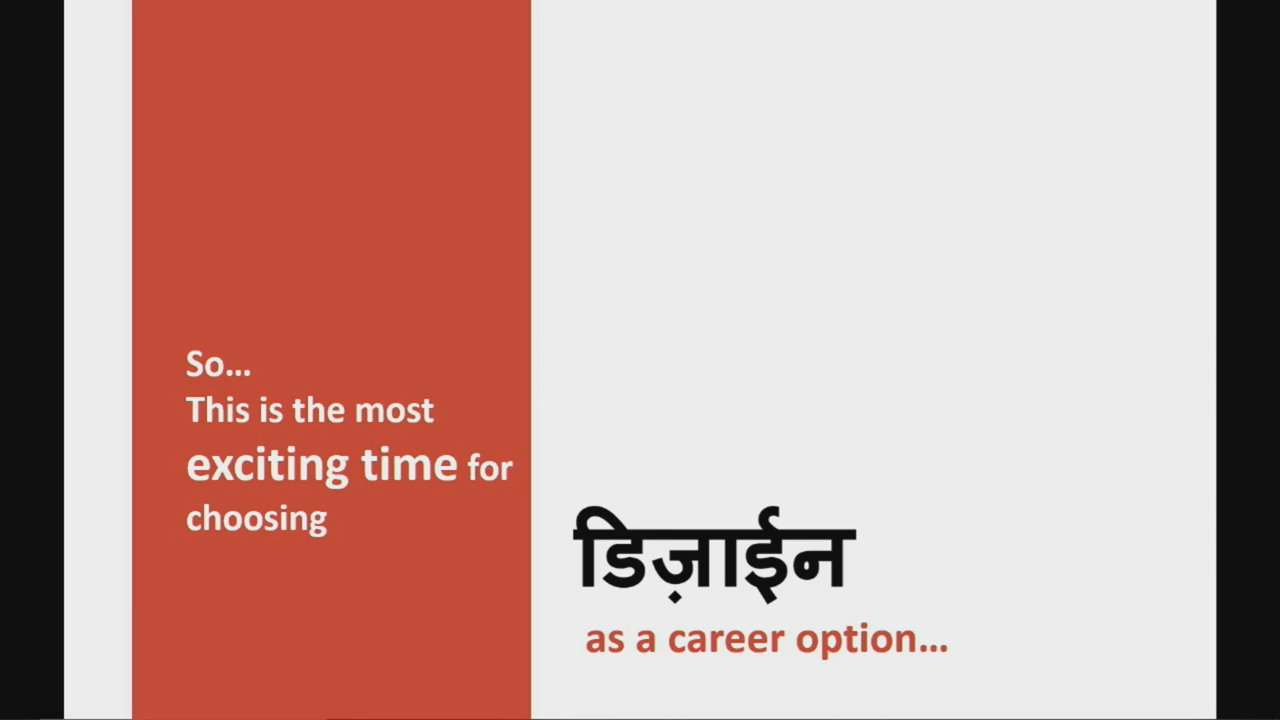 So...
This is the most
exciting time for
choosing
डिज़ाईन
as a career option...